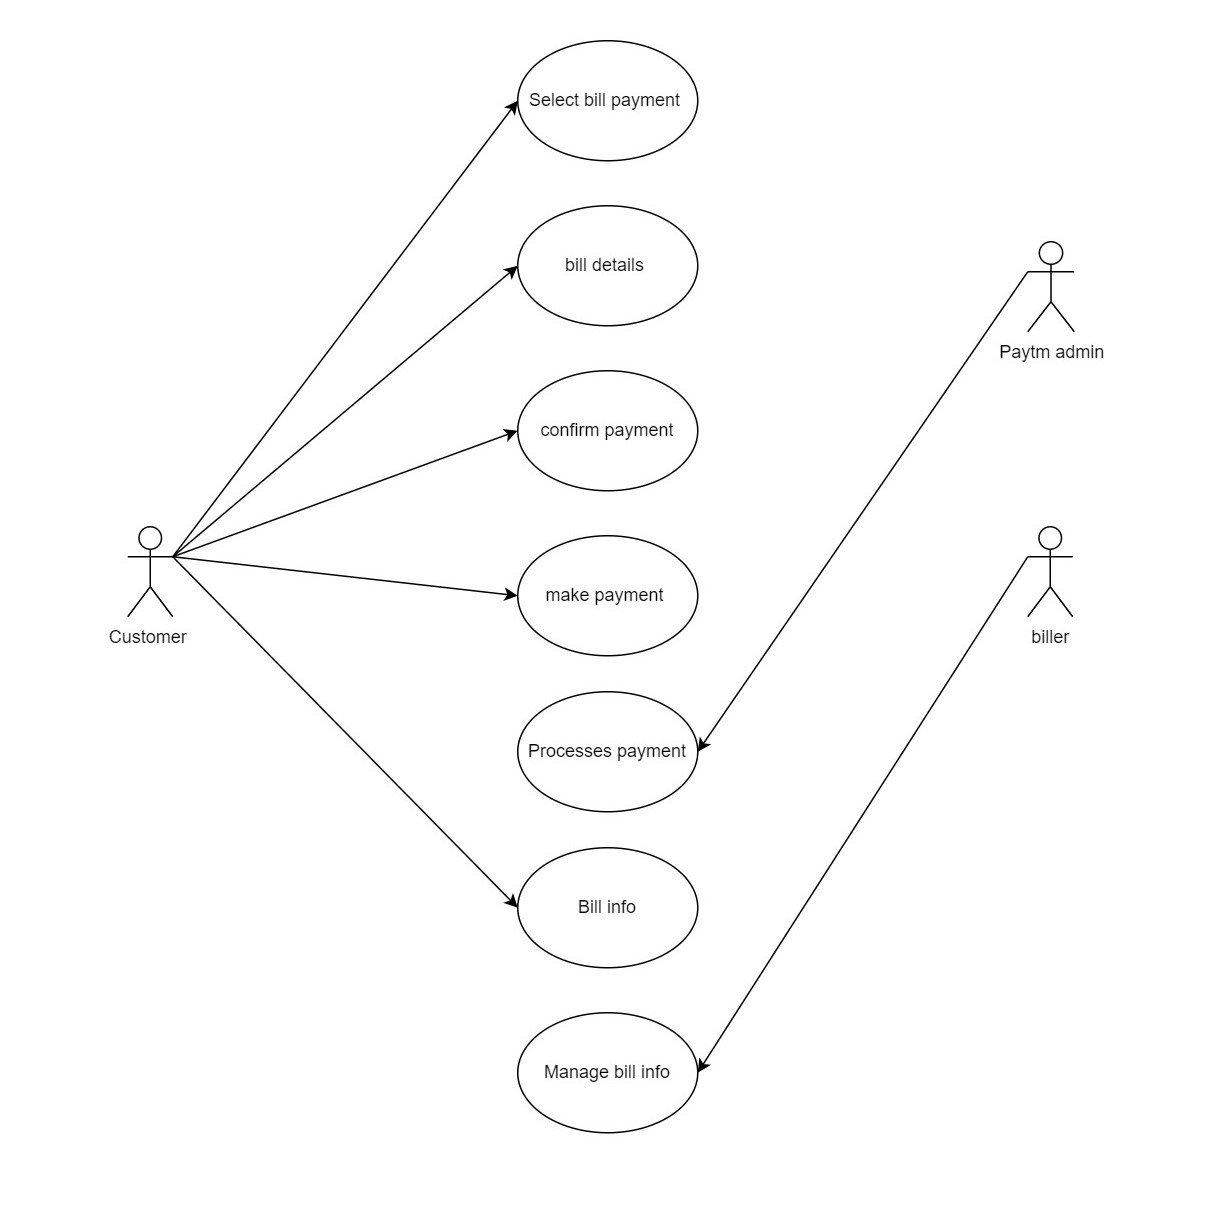 Select bill payment
bill details
Paytm admin
confirm payment
make payment
Customer
biller
Processes payment
Bill info
Manage bill info